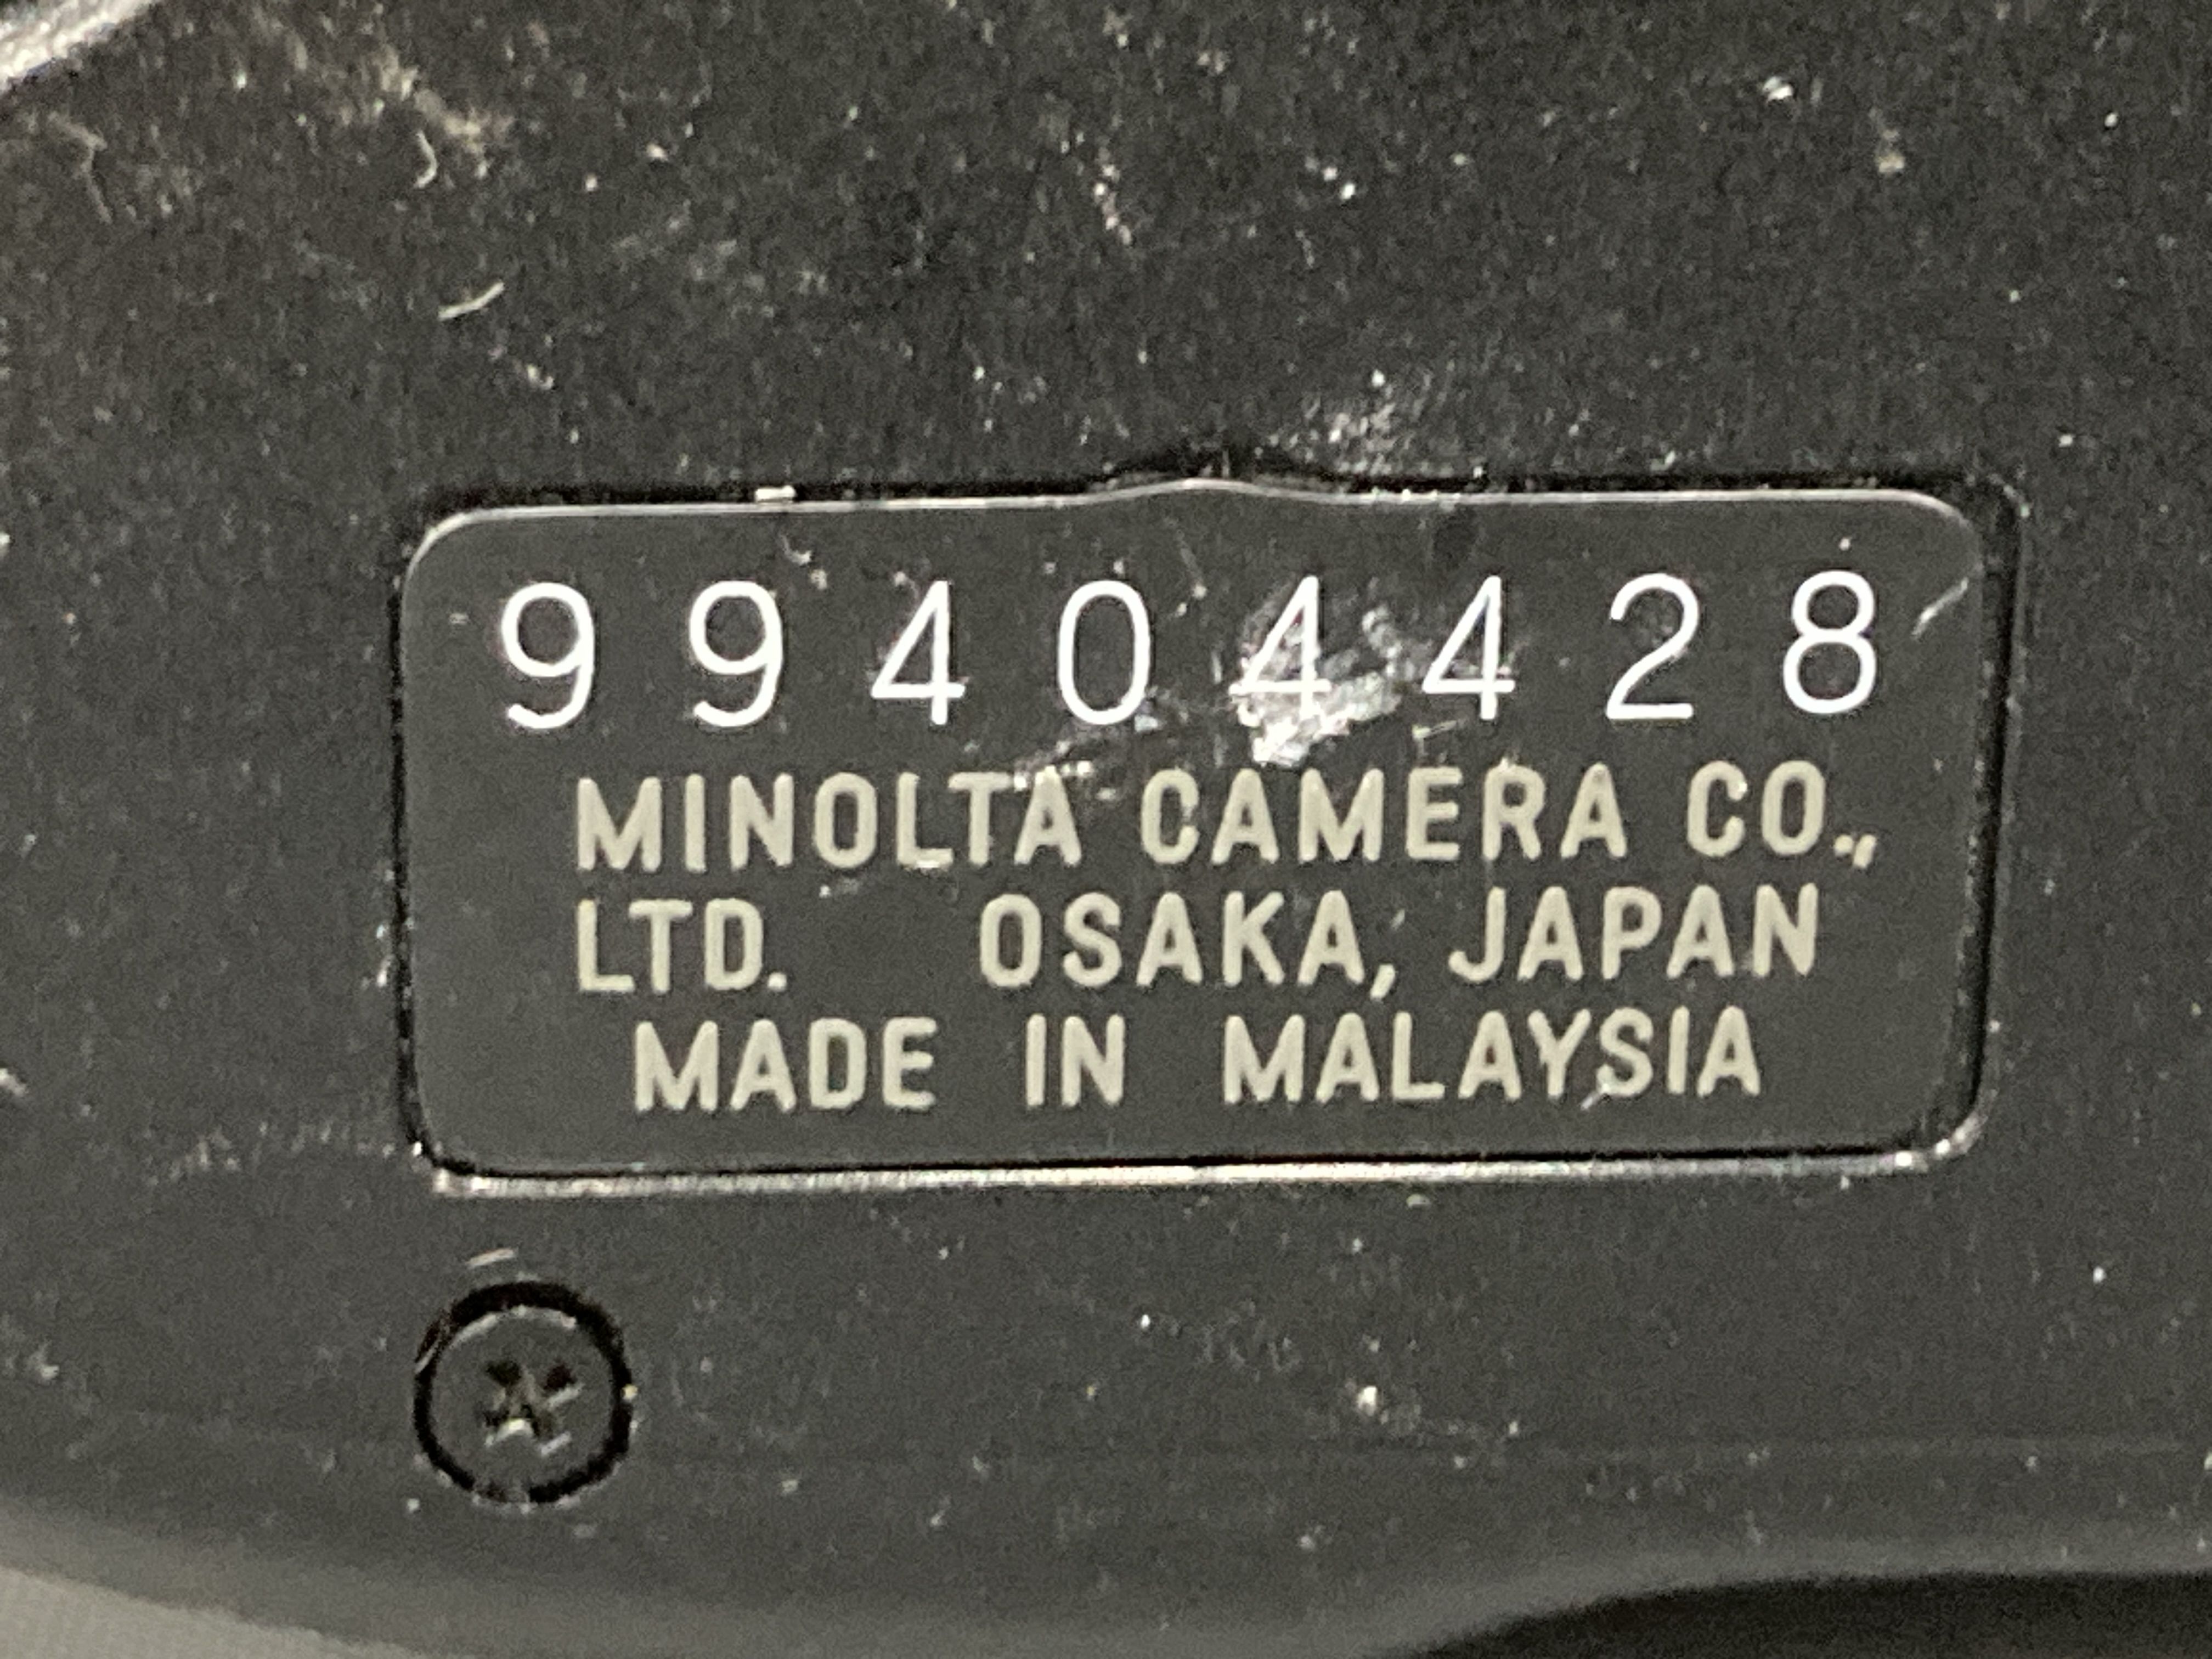 99404428
MINOLTA CAMERA CO.,
LTD. OSAKA, JAPAN
MADE IN MALAYSIA